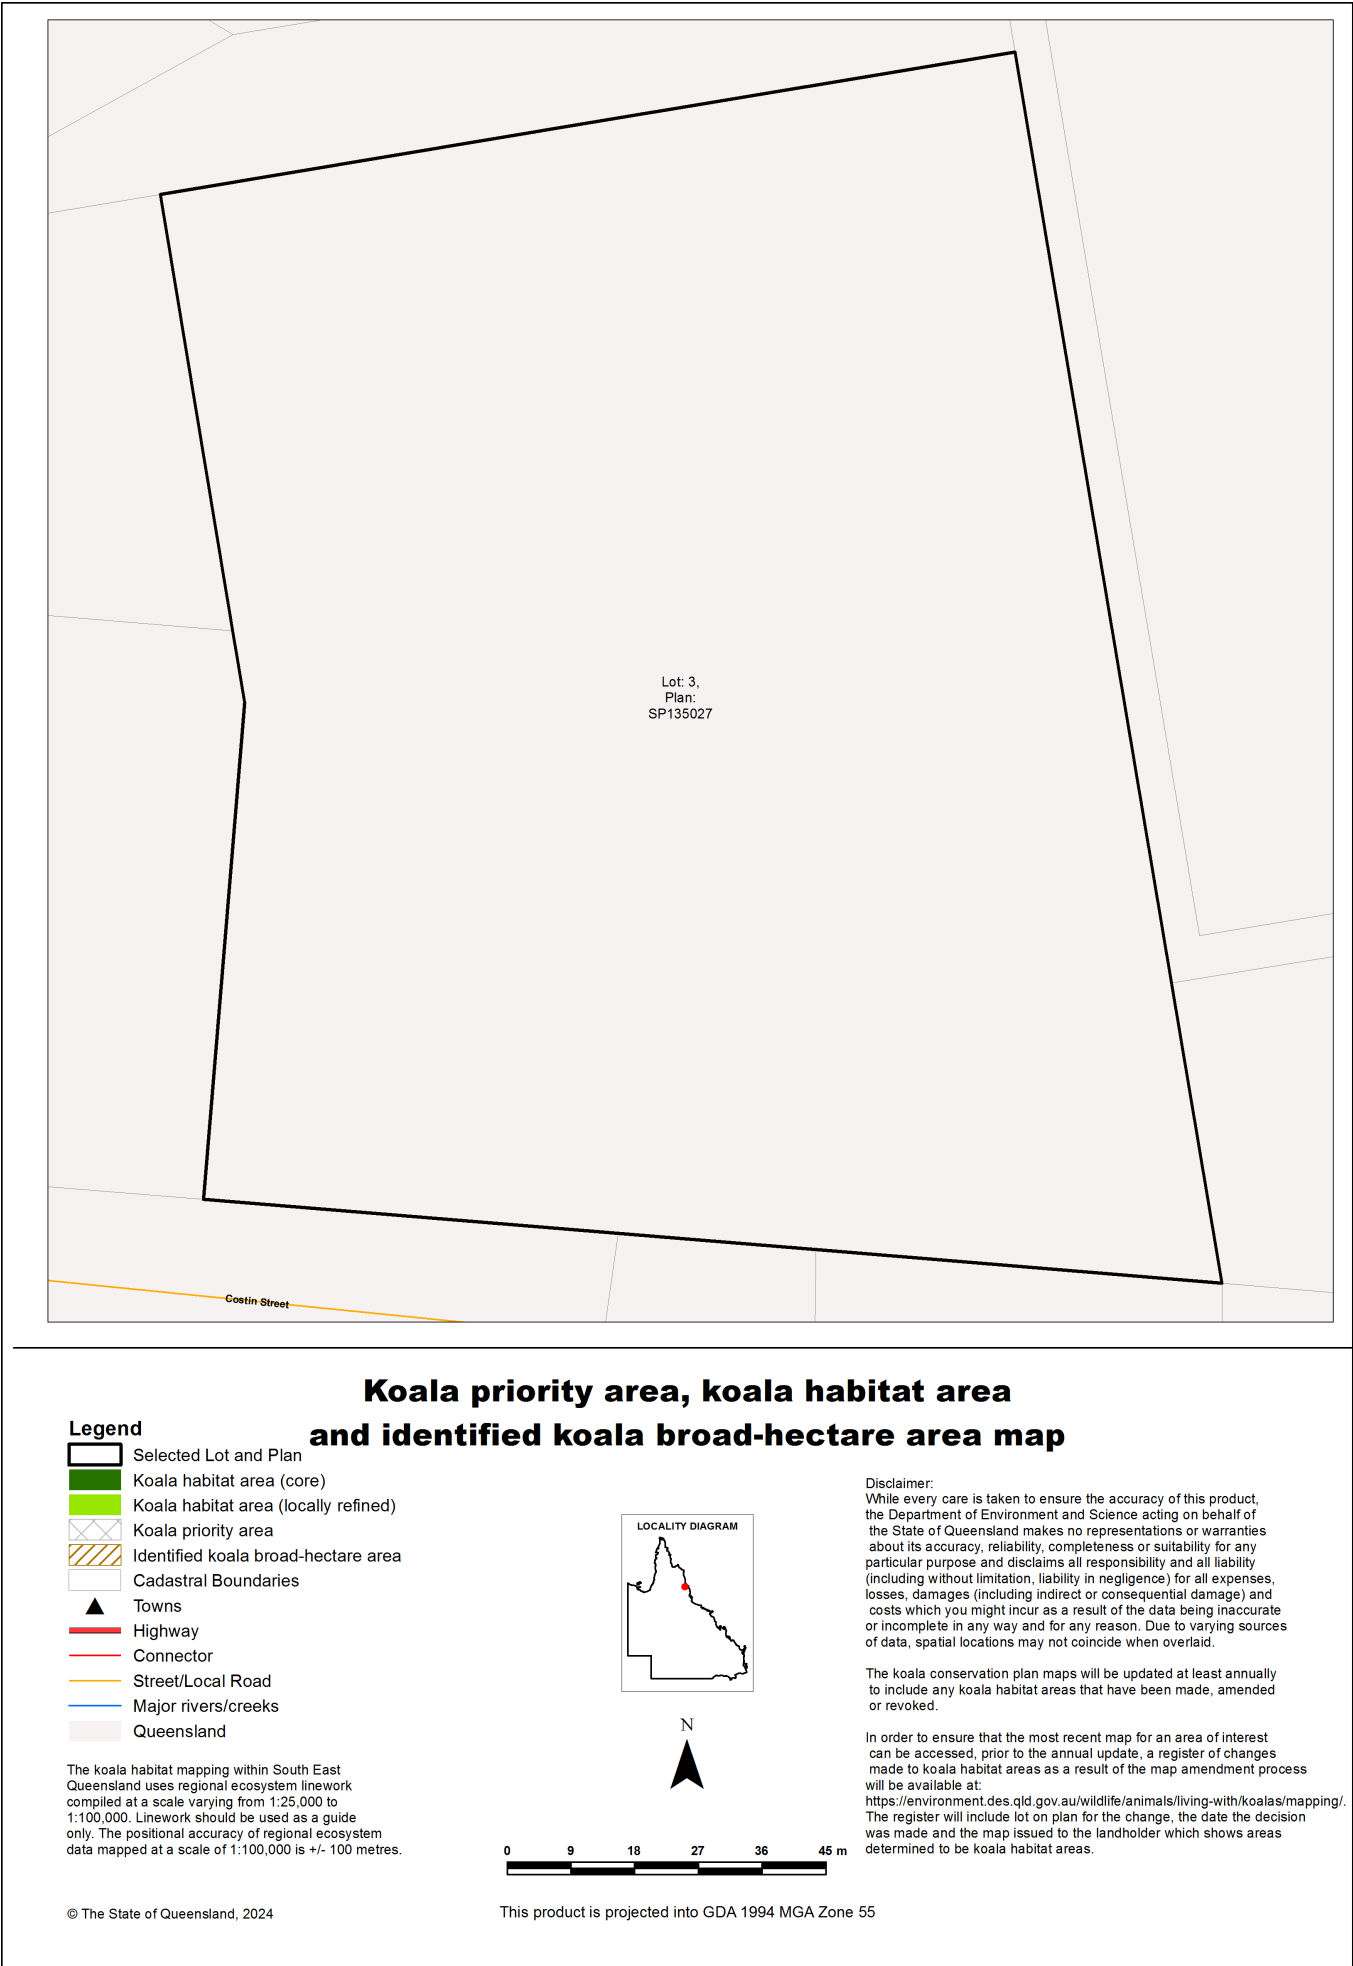 Lot: 3,
Plan:
SP135027
Costin Street
Koala priority area, koala habitat area
and identified koala broad-hectare area map
Legend
Selected Lot and Plan
Koala habitat area (core)
Koala habitat area (locally refined)
Koala priority area
Identified koala broad-hectare area
Cadastral Boundaries
Towns
Highway
Connector
Street/Local Road
Major rivers/creeks
Queensland
The koala habitat mapping within South East
Queensland uses regional ecosystem linework
compiled at a scale varying from 1:25,000 to
1:100,000. Linework should be used as a guide
only. The positional accuracy of regional ecosystem
data mapped at a scale of 1:100,000 is +/- 100 metres.
© The State of Queensland, 2024
LOCALITY DIAGRAM
N
0 9 18 27 36 45 m
This product is projected into GDA 1994 MGA Zone 55
Disclaimer:
While every care is taken to ensure the accuracy of this product,
the Department of Environment and Science acting on behalf of
the State of Queensland makes no representations or warranties
about its accuracy, reliability, completeness or suitability for any
particular purpose and disclaims all responsibility and all liability
(including without limitation, liability in negligence) for all expenses,
losses, damages (including indirect or consequential damage) and
costs which you might incur as a result of the data being inaccurate
or incomplete in any way and for any reason. Due to varying sources
of data, spatial locations may not coincide when overlaid.
The koala conservation plan maps will be updated at least annually
to include any koala habitat areas that have been made, amended
or revoked.
In order to ensure that the most recent map for an area of interest
can be accessed, prior to the annual update, a register of changes
made to koala habitat areas as a result of the map amendment process
will be available at:
https://environment.des.qld.gov.au/wildlife/animals/living-with/koalas/mapping/.
The register will include lot on plan for the change, the date the decision
was made and the map issued to the landholder which shows areas
determined to be koala habitat areas.